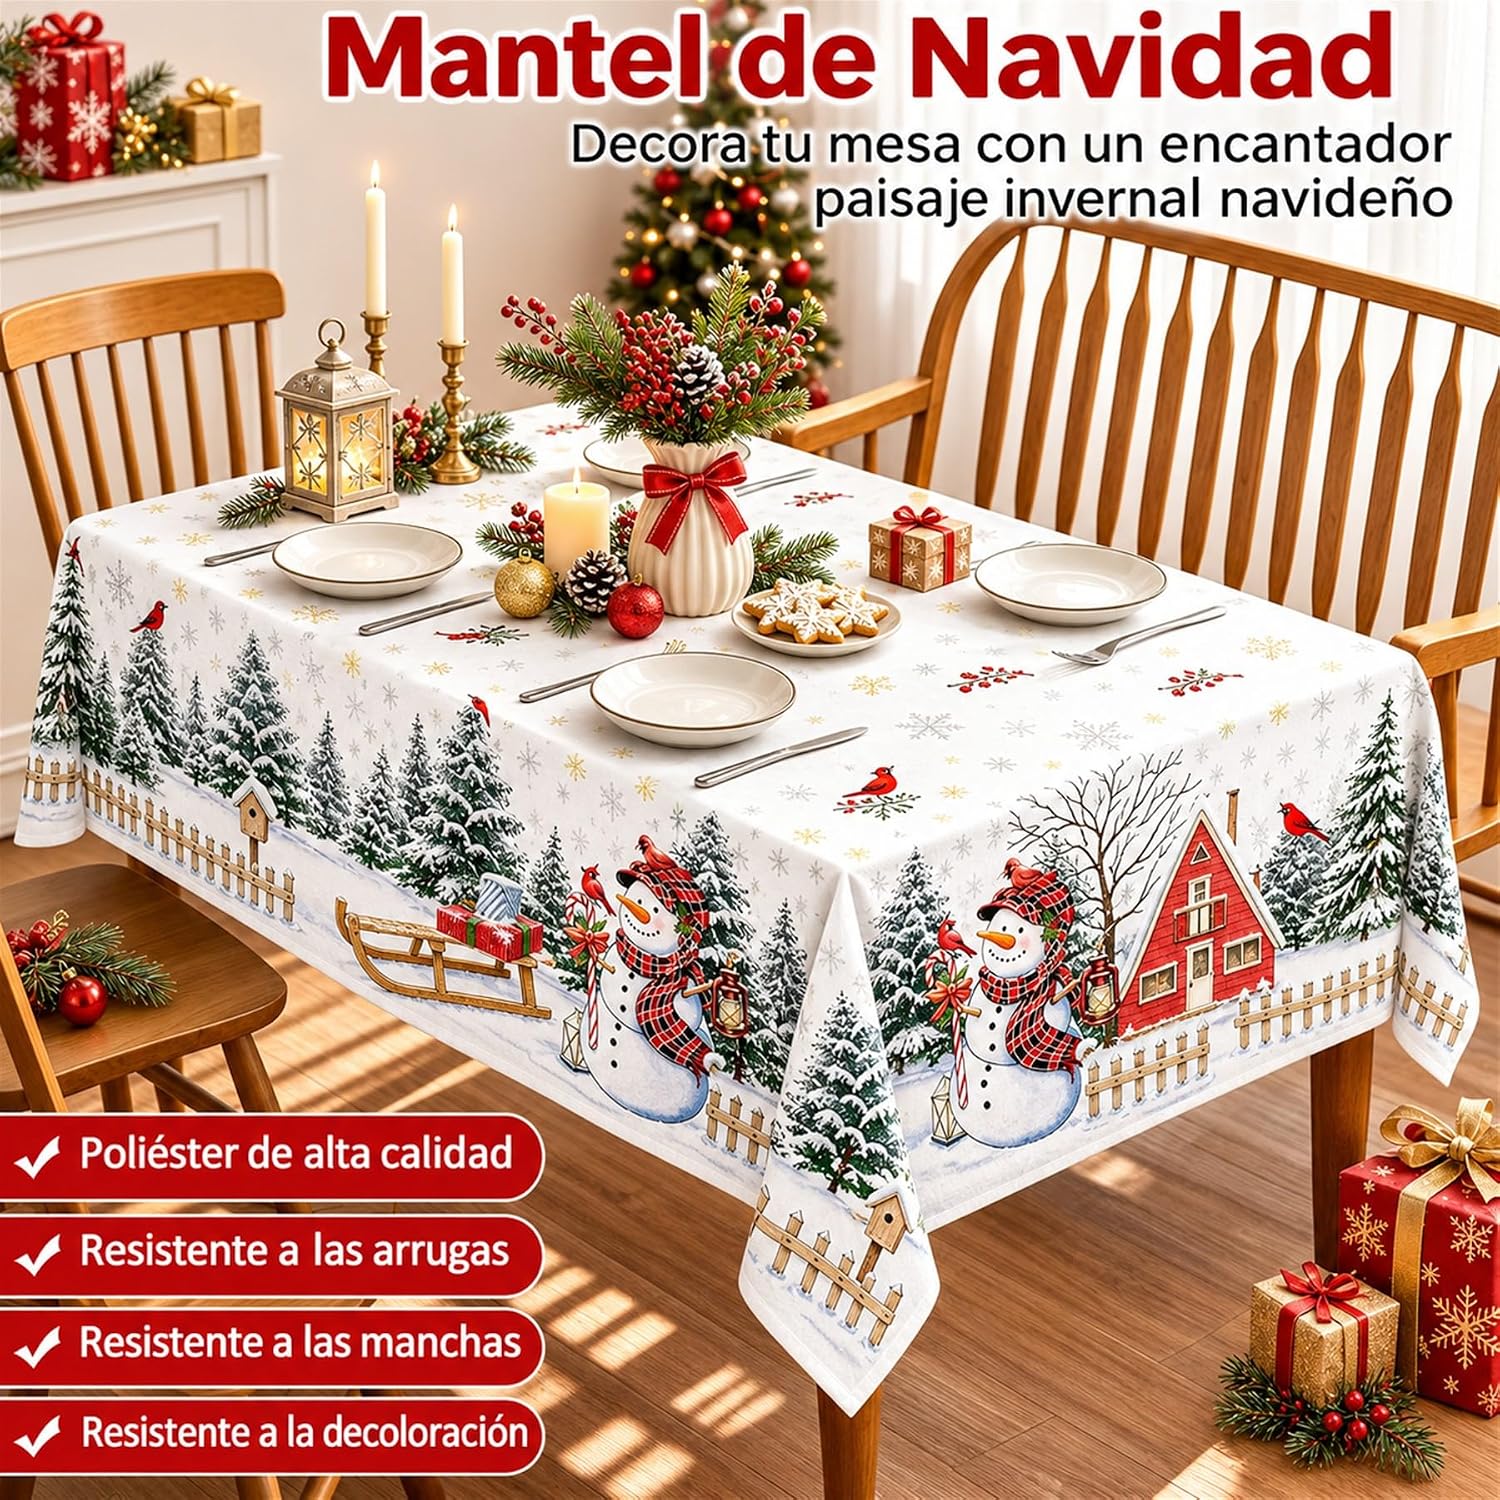 Mantel de Navidad
Decora tu mesa con un encantador
paisaje invernal navideño
Poliéster de alta calidad
Resistente a las arrugas
Resistente a las manchas
Resistente a la decoloración